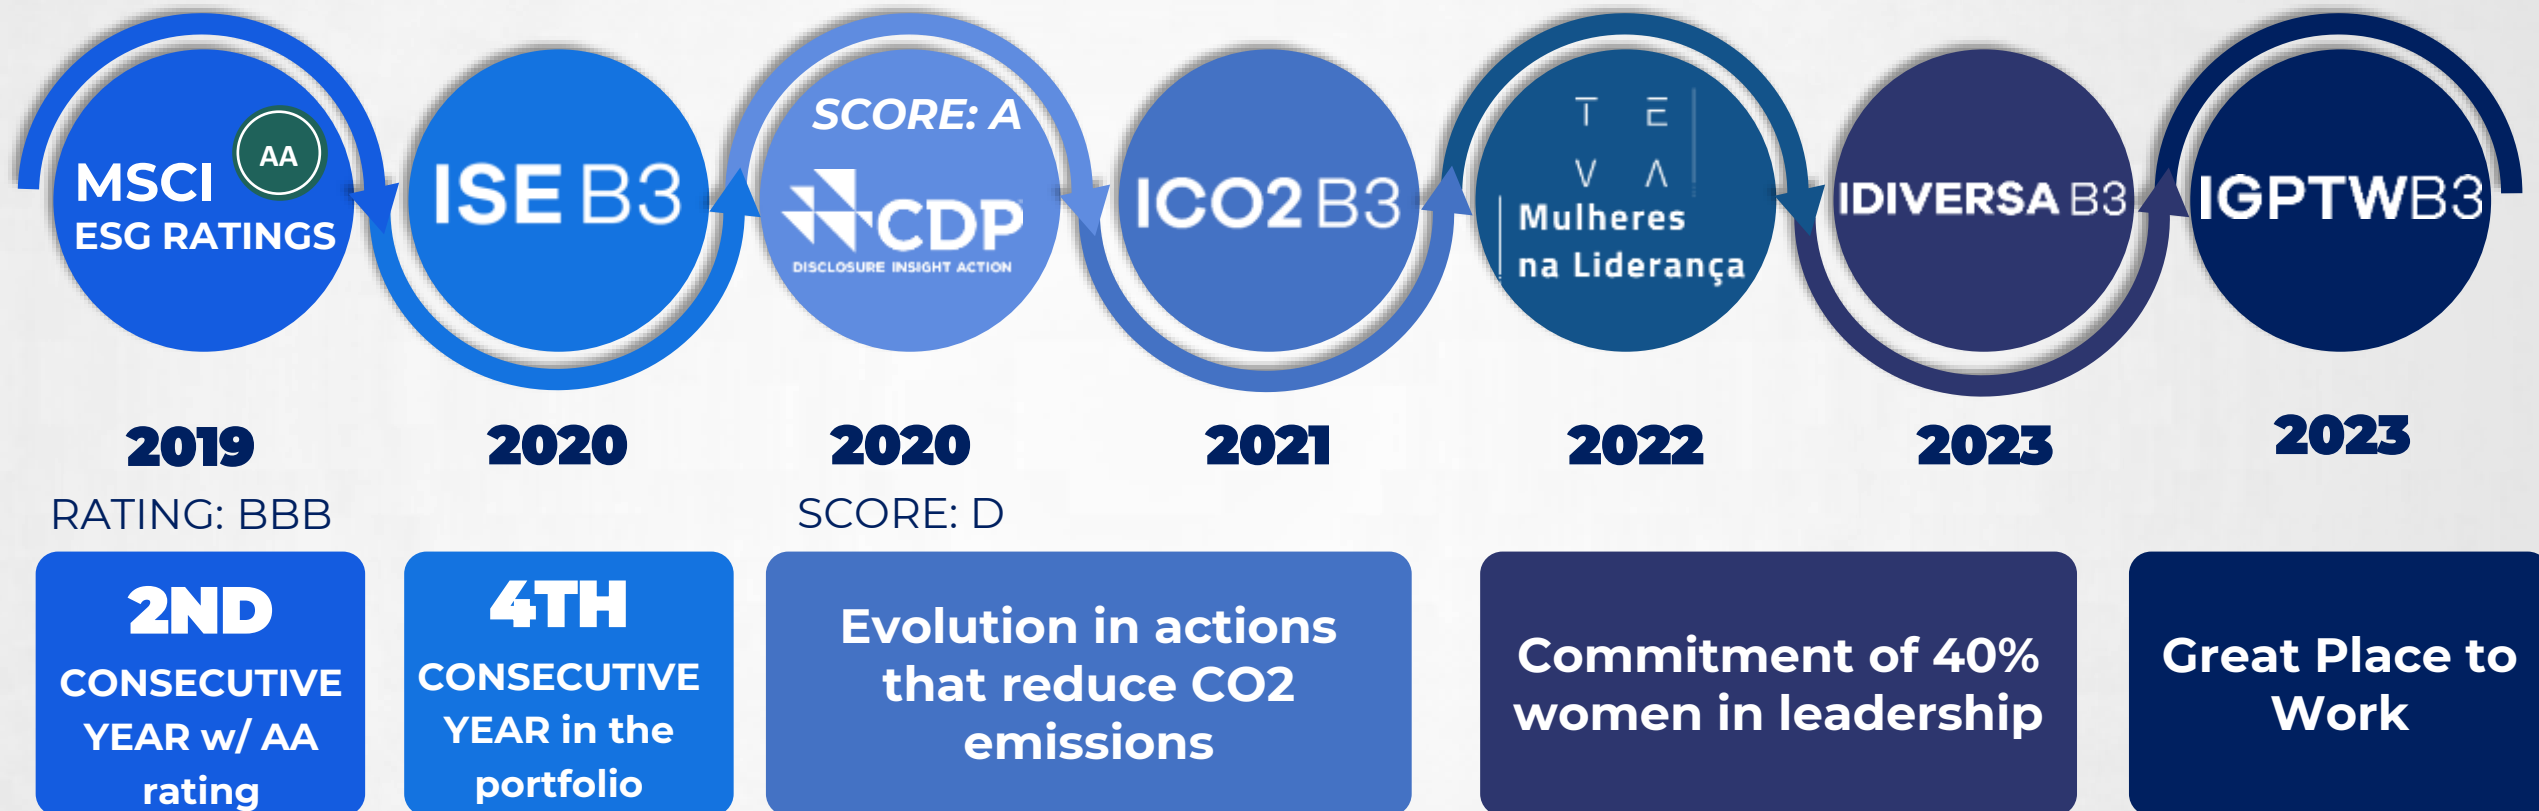 MSCI
AA
ESG RATINGS
ISE B3
SCORE: A
CDP
DISCLOSURE INSIGHT ACTION
ICO2 B3
T E
V A
Mulheres
na Liderança
IDIVERSA B3
IGPTWB3
2019
2020
2020
2021
2022
2023
2023
RATING: BBB
SCORE: D
2ND
CONSECUTIVE
YEAR w/ AA
rating
4TH
CONSECUTIVE
YEAR in the
portfolio
Evolution in actions
that reduce CO2
emissions
Commitment of 40%
women in leadership
Great Place to
Work